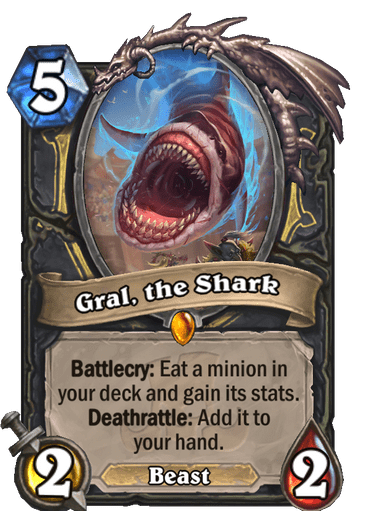 5
Gral, the Shark
Battlecry: Eat a minion in
your deck and gain its stats.
Deathrattle: Add it to
your hand.
2
Beast
2